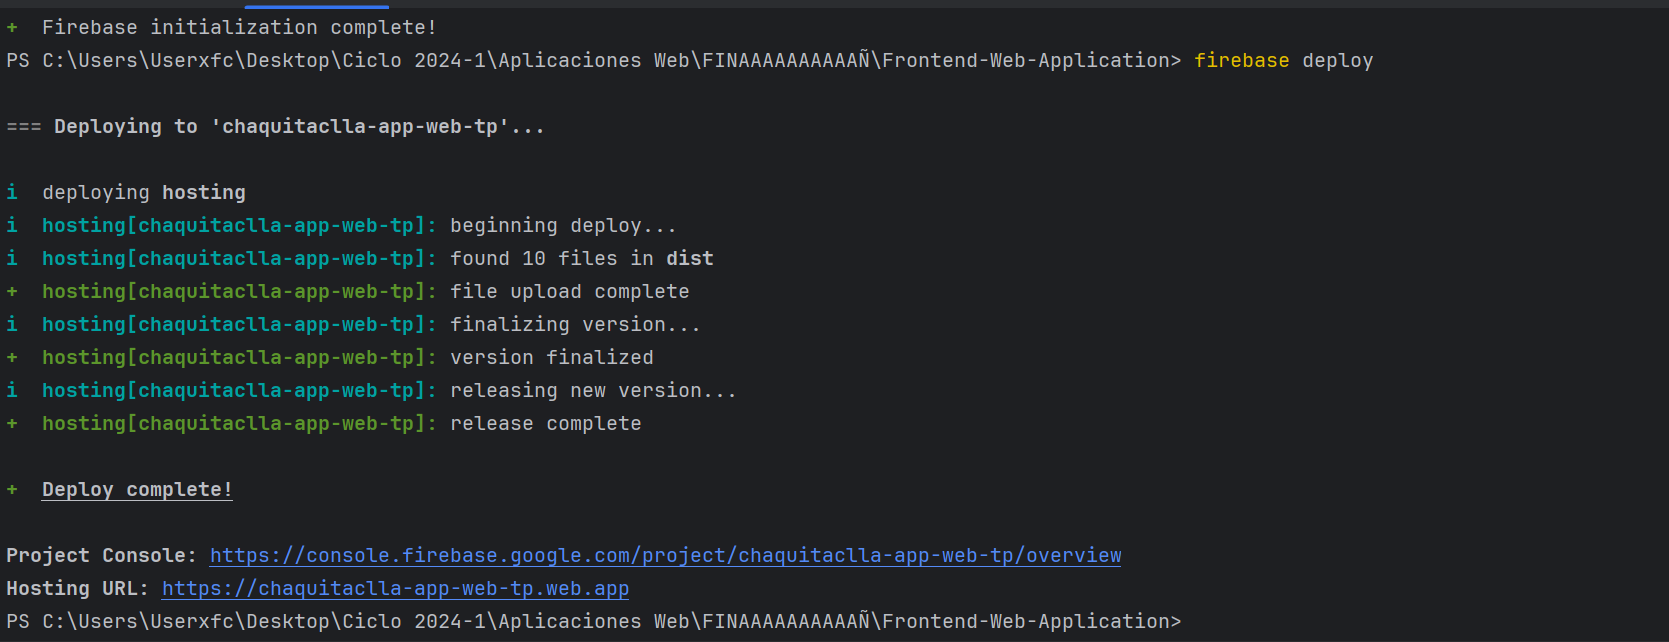 + Firebase initialization complete!
PS C:\Users\Userxfc\Desktop\Ciclo 2024-1\Aplicaciones Web\FINAAAAAAAAAAÑ\Frontend-Web-Application> firebase deploy
=== Deploying to 'chaquitaclla-app-web-tp'...
i deploying hosting
i hosting[chaquitaclla-app-web-tp]: beginning deploy...
i hosting[chaquitaclla-app-web-tp]: found 10 files in dist
+ hosting[chaquitaclla-app-web-tp]: file upload complete
i hosting[chaquitaclla-app-web-tp]: finalizing version...
+ hosting[chaquitaclla-app-web-tp]: version finalized
i hosting[chaquitaclla-app-web-tp]: releasing new version...
+ hosting[chaquitaclla-app-web-tp]: release complete
+ Deploy complete!
Project Console: https://console.firebase.google.com/project/chaquitaclla-app-web-tp/overview
Hosting URL: https://chaquitaclla-app-web-tp.web.app
PS C:\Users\Userxfc\Desktop\Ciclo 2024-1\Aplicaciones Web\FINAAAAAAAAAAÑ\Frontend-Web-Application>